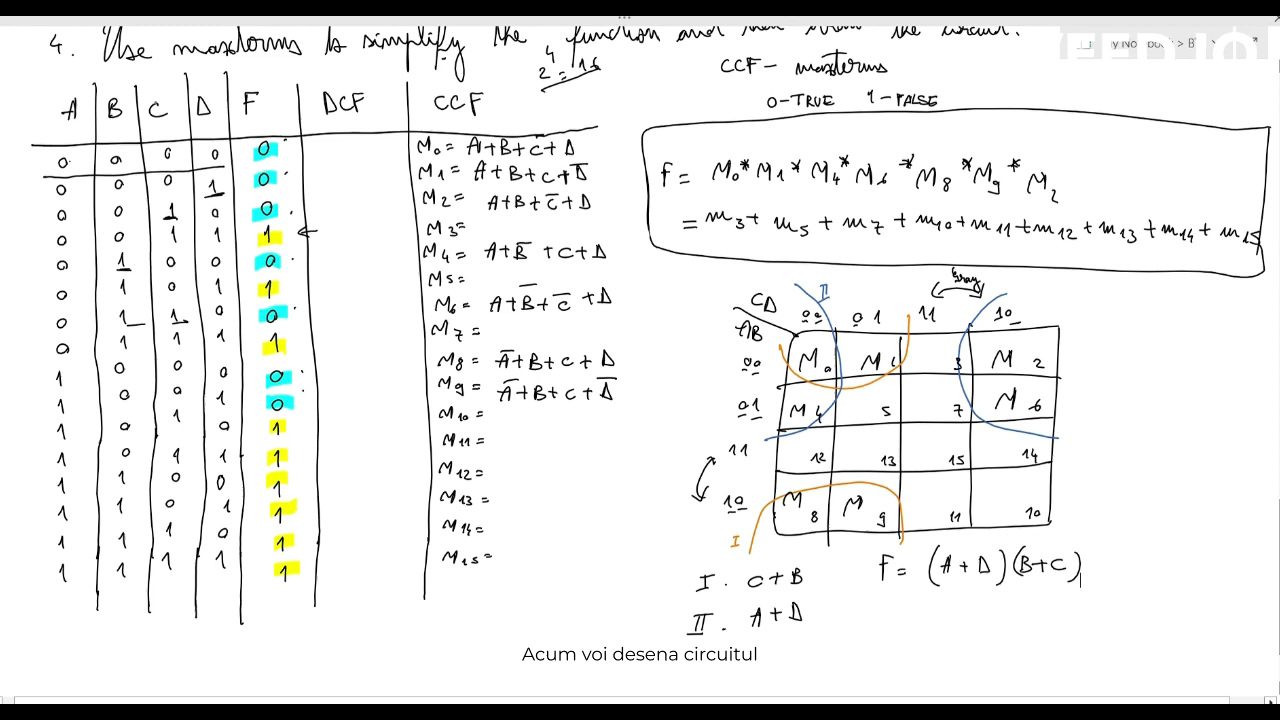 4. Use maxterms to simplify the function and then draw the circuit.
2⁴ = 16
CCF - maxterms
0-TRUE 1-FALSE
A B C D F DCF CCF
0 0 0 0 0 M0 = A+B+C+D
0 0 0 1 0 M1 = A+B+C+D̅
0 0 1 0 0 M2 = A+B+C̅+D
0 0 1 1 1 M3=
0 1 0 0 0 M4 = A+B̅+C+D
0 1 0 1 1 M5=
0 1 1 0 0 M6= A+B̅+C̅+D
0 1 1 1 1 M7 =
1 0 0 0 0 M8 = A̅+B+C+D
1 0 0 1 0 M9 = A̅+B+C+D̅
1 0 1 0 1 M10 =
1 0 1 1 1 M11 =
1 1 0 0 1 M12 =
1 1 0 1 1 M13 =
1 1 1 0 1 M14 =
1 1 1 1 1 M15 =
F = M0 * M1 * M4 * M6 * M8 * M9 * M2
= m3 + m5 + m7 + m10 + m11 + m12 + m13 + m14 + m15
Gray
II
CD
AB
00 01 11 10
00 M0 M1 3 M2
01 M4 5 7 M6
11 12 13 15 14
10 M8 M9 11 10
I
I. C+B
II. A+D
F = (A+D)(B+C)
Acum voi desena circuitul